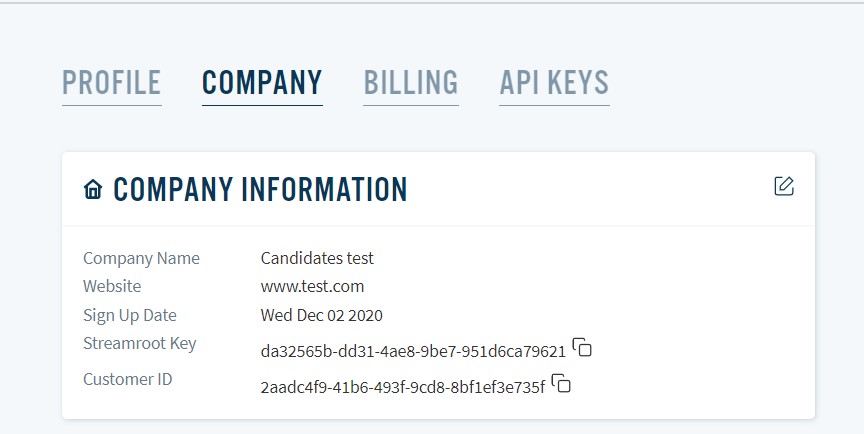 PROFILE COMPANY BILLING API KEYS
COMPANY INFORMATION
Company Name Candidates test
Website www.test.com
Sign Up Date Wed Dec 02 2020
Streamroot Key da32565b-dd31-4ae8-9be7-951d6ca79621
Customer ID 2aadc4f9-41b6-493f-9cd8-8bf1ef3e735f